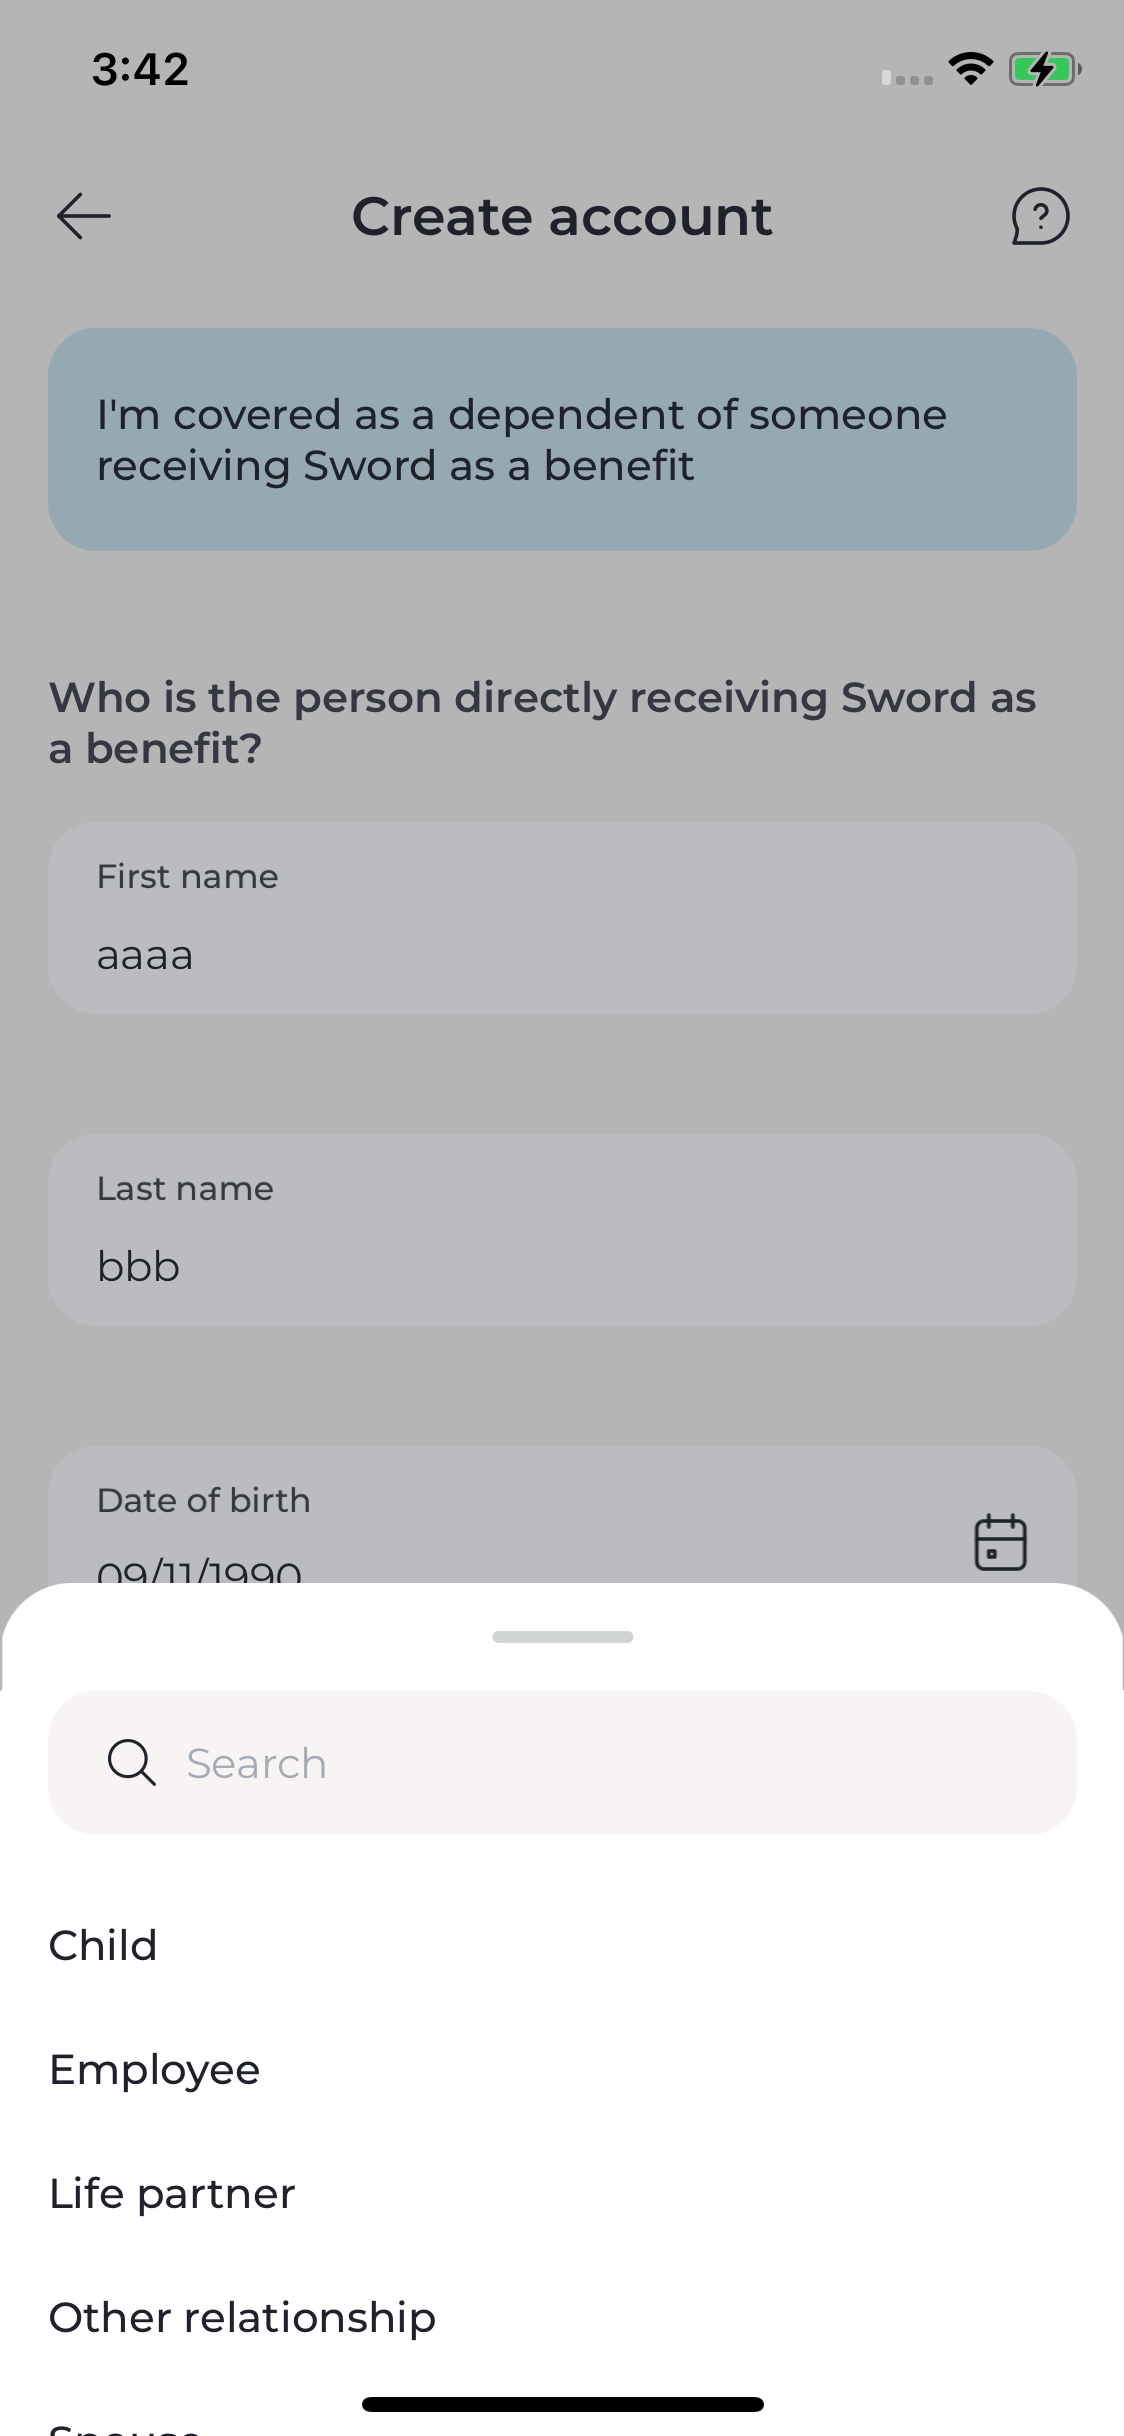 3:42
Create account
I'm covered as a dependent of someone
receiving Sword as a benefit
Who is the person directly receiving Sword as
a benefit?
First name
aaaa
Last name
bbb
Date of birth
09/11/1990
Search
Child
Employee
Life partner
Other relationship
Spouse